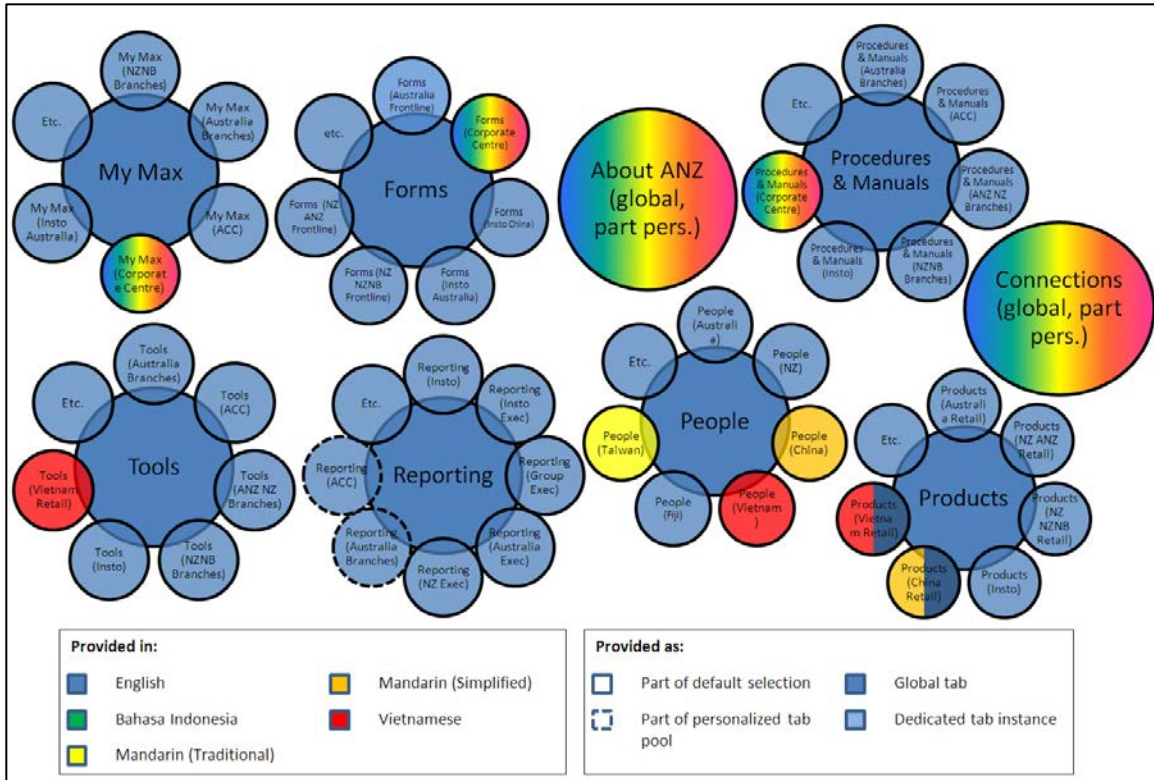 My Max
(NZNB
Branches)
My Max
(Australia
Branches)
Etc.
My Max
My Max
(Insto
Australia)
My Max
(ACC)
My Max
(Corporat
e Centre)
Forms
(Australia
Frontline)
Forms
(Corporate
Centre)
etc.
Forms
Forms (NZ
ANZ
Frontline)
Forms
(Insto China)
Forms (NZ
NZNB
Frontline)
Forms
(Insto
Australia)
About ANZ
(global,
part pers.)
Procedures
& Manuals
(Australia
Branches)
Procedures
& Manuals
(ACC)
Etc.
Procedures
& Manuals
Procedures
& Manuals
(Corporate
Centre)
Procedures
& Manuals
(ANZ NZ
Branches)
Procedures
& Manuals
(Insto)
Procedures
& Manuals
(NZNB
Branches)
Connections
(global, part
pers.)
Tools
(Australia
Branches)
Tools
(ACC)
Etc.
Tools
Tools
(Vietnam
Retail)
Tools
(ANZ NZ
Branches)
Tools
(Insto)
Tools
(NZNB
Branches)
Reporting
(Insto)
Reporting
(Insto
Exec)
Etc.
Reporting
Reporting
(ACC)
Reporting
(Group
Exec)
Reporting
(Australia
Branches)
Reporting
(Australia
Exec)
Reporting
(NZ Exec)
People
(Australi
a)
People
(NZ)
Etc.
People
People
(Taiwan)
People
(China)
People
(Fiji)
People
(Vietnam
)
Products
(Australi
a Retail)
Products
(NZ ANZ
Retail)
Etc.
Products
Products
(Vietna
m Retail)
Products
(NZ
NZNB
Retail)
Products
(China
Retail)
Products
(Insto)
Provided in:
English
Mandarin (Simplified)
Bahasa Indonesia
Vietnamese
Mandarin (Traditional)
Provided as:
Part of default selection
Global tab
Part of personalized tab
pool
Dedicated tab instance